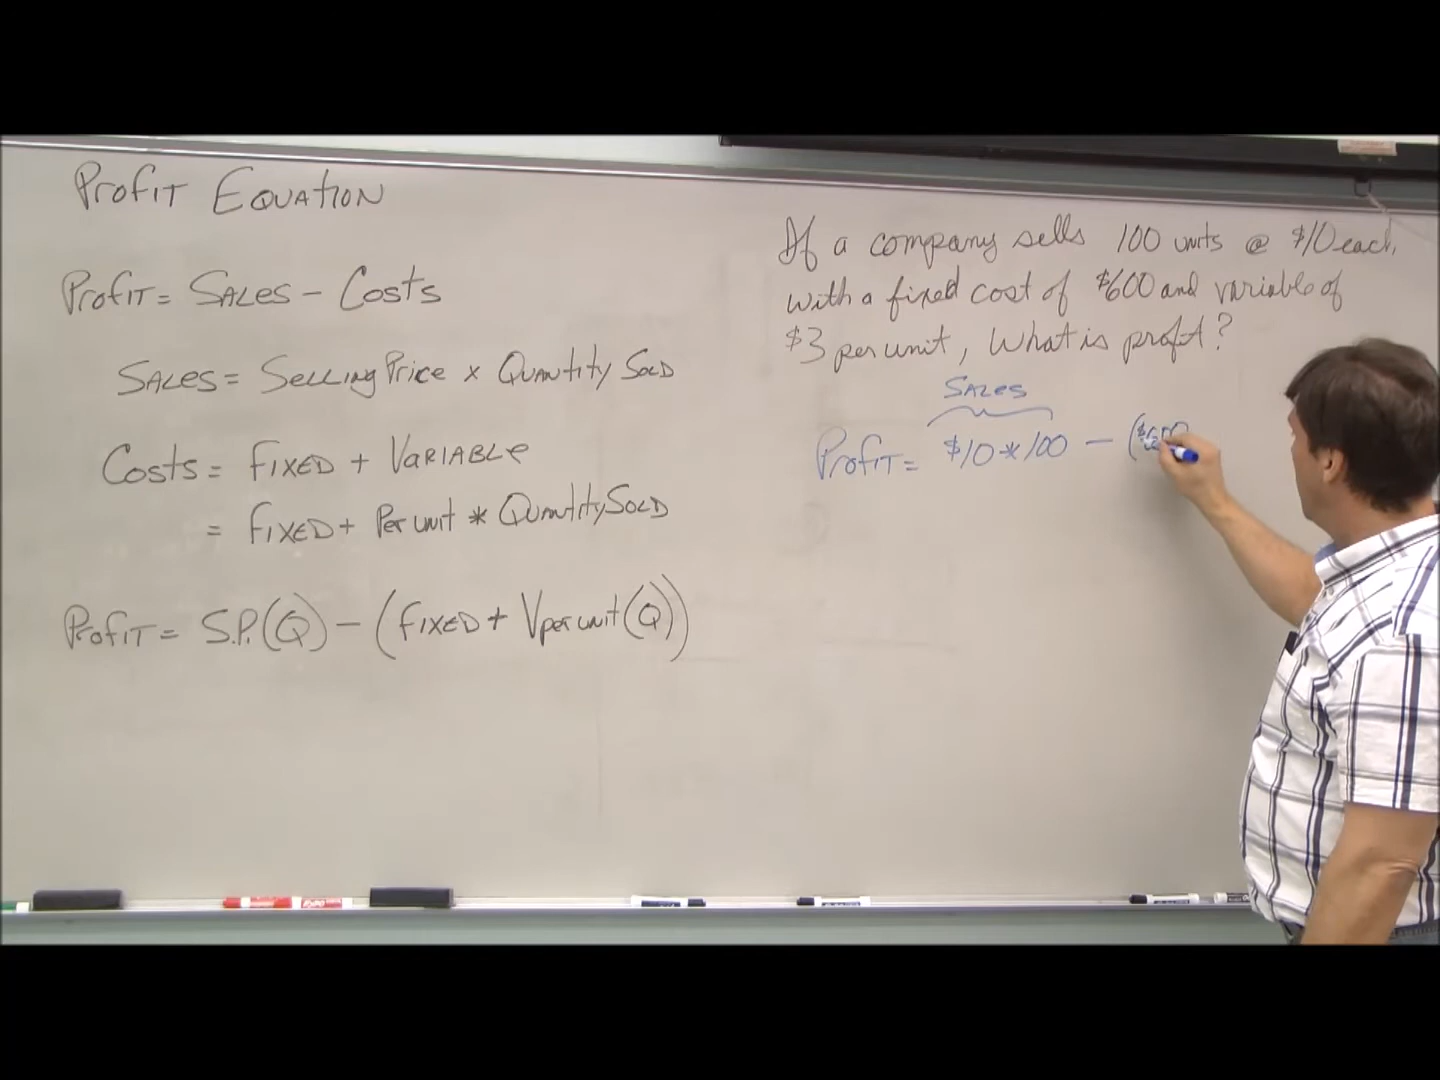 Profit Equation
Profit = Sales - Costs
Sales = Selling Price x Quantity Sold
Costs = Fixed + Variable
= Fixed + Per unit * Quantity Sold
Profit = S.P.(Q) - (Fixed + Vper unit (Q))
If a company sells 100 units @ $10 each,
with a fixed cost of $600 and variable of
$3 per unit, What is profit?
Sales
Profit = $10 * 100 - ($600